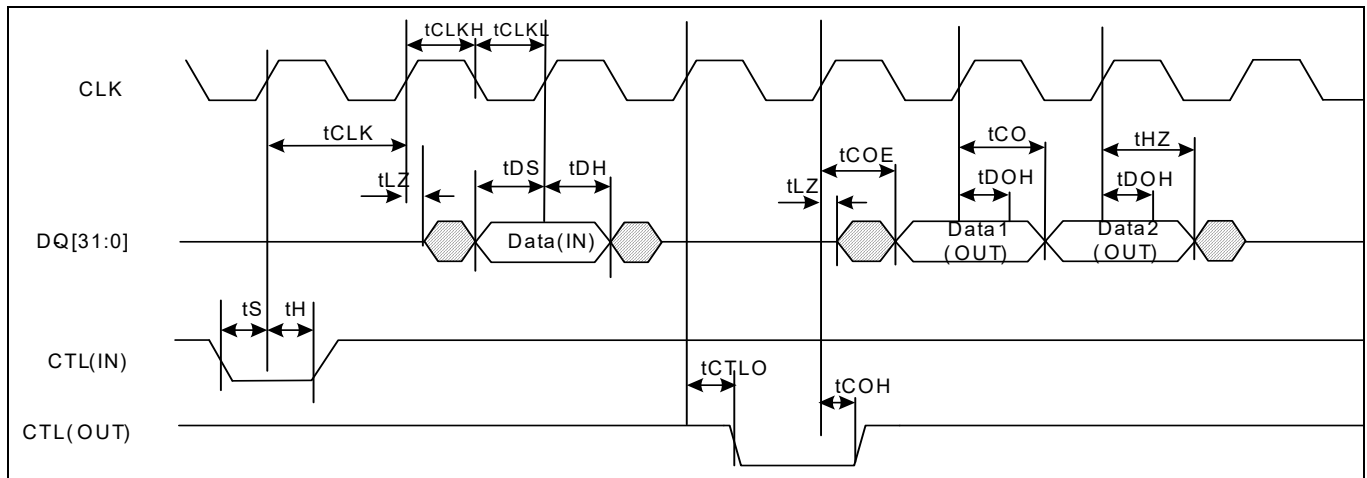 tCLKH tCLKL
CLK
tCLK
tCO
tHZ
tCOE
tDS tDH
tLZ
tLZ
tDOH
tDOH
DQ[31:0]
Data(IN)
Data1
(OUT)
Data2
(OUT)
tS tH
CTL(IN)
tCTLO
tCOH
CTL(OUT)